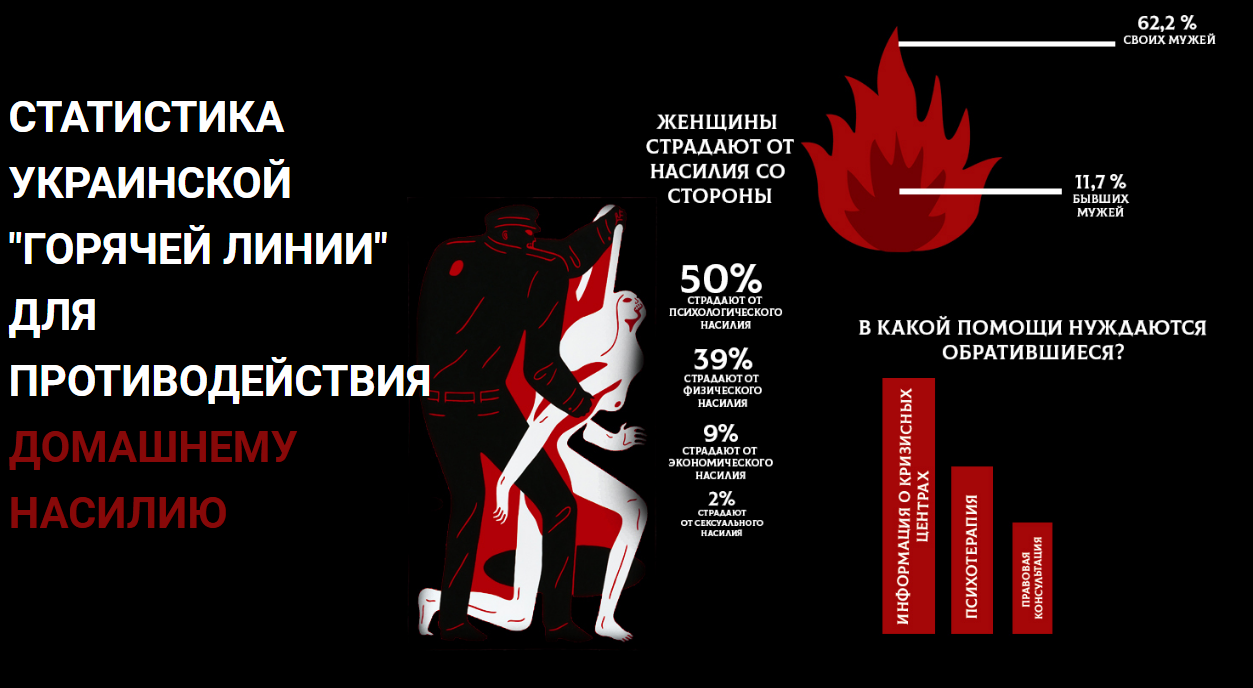 СТАТИСТИКА
УКРАИНСКОЙ
"ГОРЯЧЕЙ ЛИНИИ"
ДЛЯ
ПРОТИВОДЕЙСТВИЯ
ДОМАШНЕМУ
НАСИЛИЮ
ЖЕНЩИНЫ
СТРАДАЮТ ОТ
НАСИЛИЯ СО
СТОРОНЫ
62,2 %
СВОИХ МУЖЕЙ
11,7 %
БЫВШИХ
МУЖЕЙ
50%
СТРАДАЮТ ОТ
ПСИХОЛОГИЧЕСКОГО
НАСИЛИЯ
39%
СТРАДАЮТ ОТ
ФИЗИЧЕСКОГО
НАСИЛИЯ
9%
СТРАДАЮТ ОТ
ЭКОНОМИЧЕСКОГО
НАСИЛИЯ
2%
СТРАДАЮТ
ОТ СЕКСУАЛЬНОГО
НАСИЛИЯ
В КАКОЙ ПОМОЩИ НУЖДАЮТСЯ
ОБРАТИВШИЕСЯ?
ИНФОРМАЦИЯ О КРИЗИСНЫХ
ЦЕНТРАХ
ПСИХОТЕРАПИЯ
ПРАВОВАЯ
КОНСУЛЬТАЦИЯ